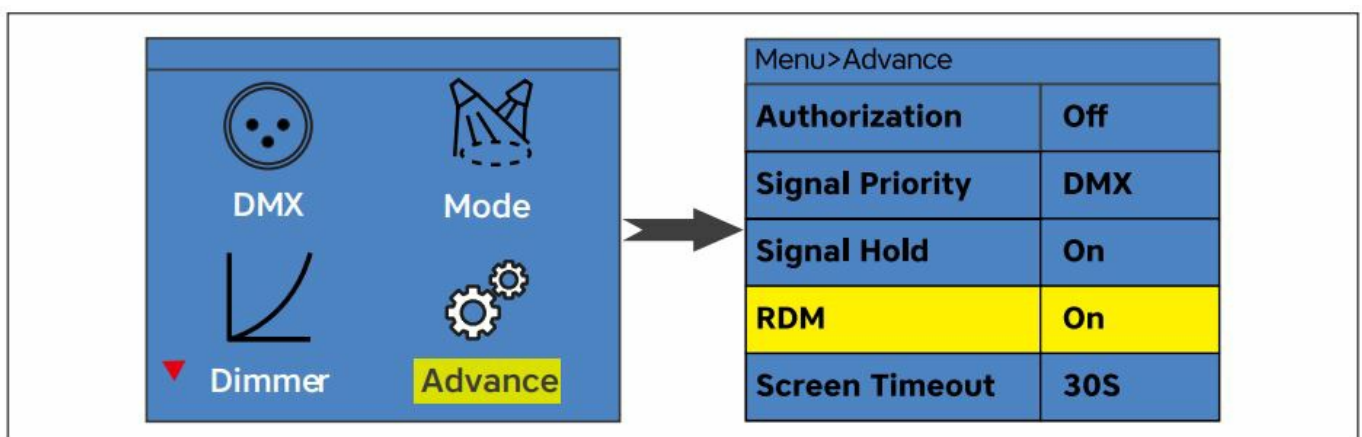 DMX Mode
Dimmer Advance
Menu>Advance
Authorization Off
Signal Priority DMX
Signal Hold On
RDM On
Screen Timeout 30S